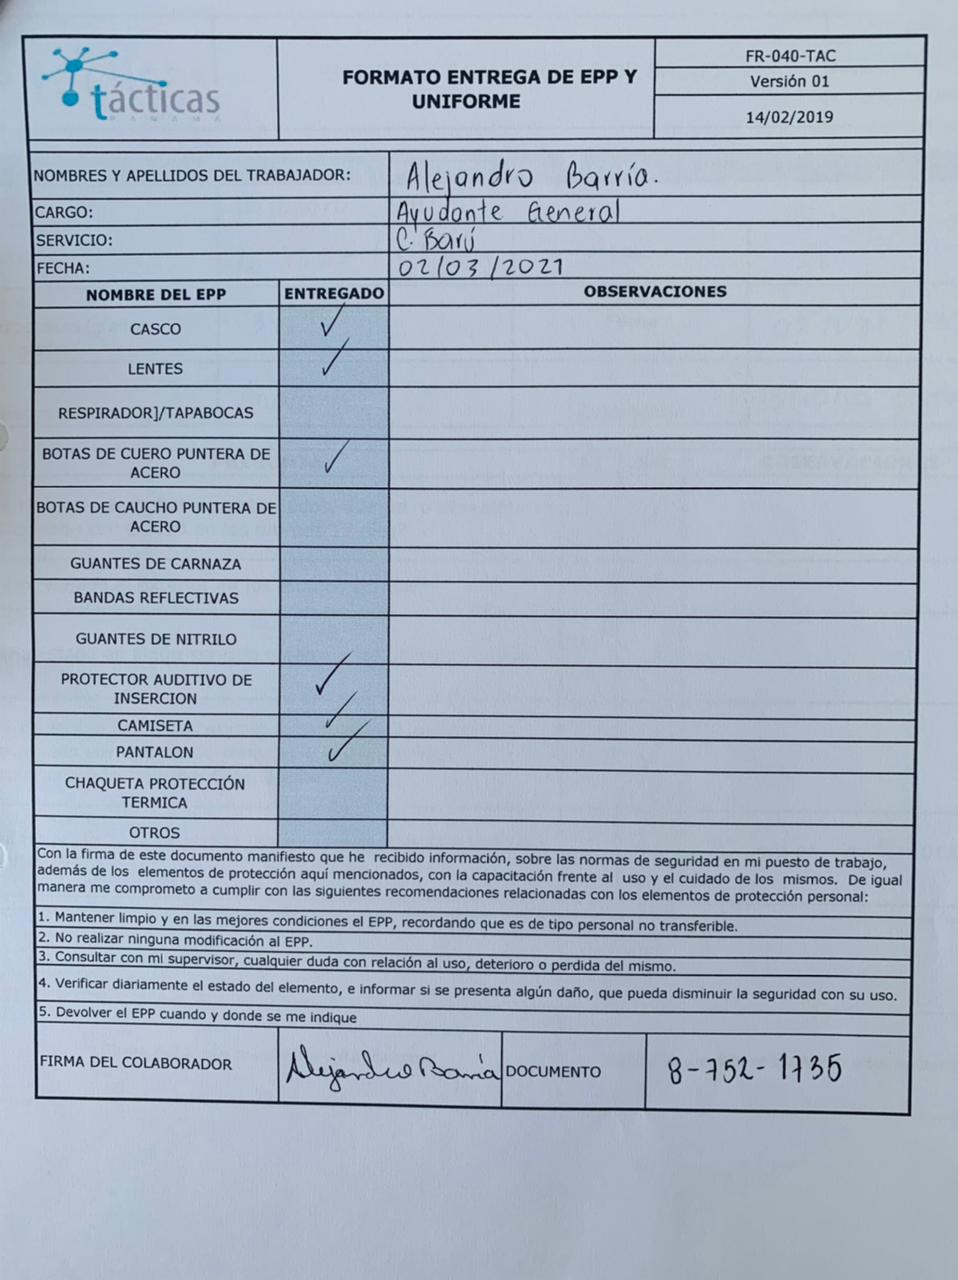 tácticas
PANAMÁ
FORMATO ENTREGA DE EPP Y
UNIFORME
FR-040-TAC
Versión 01
14/02/2019
NOMBRES Y APELLIDOS DEL TRABAJADOR: Alejandro Barría.
CARGO: Ayudante General
SERVICIO: C. Barú
FECHA: 02/03/2021
NOMBRE DEL EPP ENTREGADO OBSERVACIONES
CASCO ✓
LENTES ✓
RESPIRADOR]/TAPABOCAS
BOTAS DE CUERO PUNTERA DE
ACERO ✓
BOTAS DE CAUCHO PUNTERA DE
ACERO
GUANTES DE CARNAZA
BANDAS REFLECTIVAS
GUANTES DE NITRILO
PROTECTOR AUDITIVO DE
INSERCION ✓
CAMISETA ✓
PANTALON ✓
CHAQUETA PROTECCIÓN
TERMICA
OTROS
Con la firma de este documento manifiesto que he recibido información, sobre las normas de seguridad en mi puesto de trabajo,
además de los elementos de protección aquí mencionados, con la capacitación frente al uso y el cuidado de los mismos. De igual
manera me comprometo a cumplir con las siguientes recomendaciones relacionadas con los elementos de protección personal:
1. Mantener limpio y en las mejores condiciones el EPP, recordando que es de tipo personal no transferible.
2. No realizar ninguna modificación al EPP.
3. Consultar con mi supervisor, cualquier duda con relación al uso, deterioro o perdida del mismo.
4. Verificar diariamente el estado del elemento, e informar si se presenta algún daño, que pueda disminuir la seguridad con su uso.
5. Devolver el EPP cuando y donde se me indique
FIRMA DEL COLABORADOR Alejandro Barría DOCUMENTO 8-752-1735